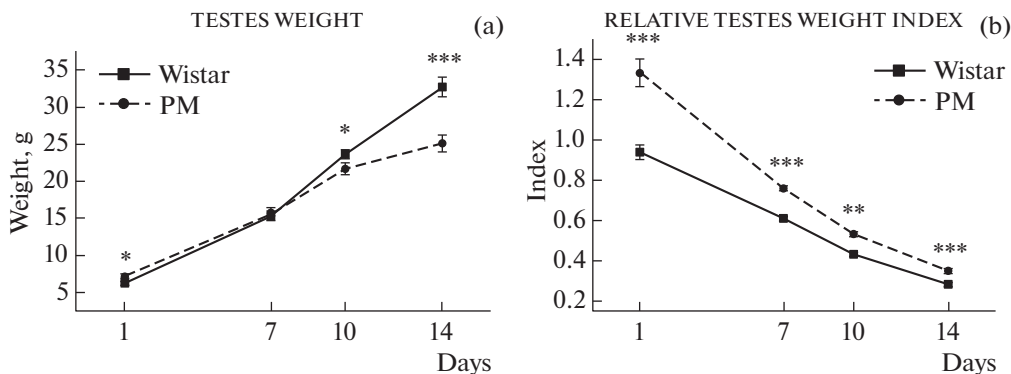 TESTES WEIGHT
(a)
***
35
Wistar
30
PM
*
25
20
15
10
*
5
Weight, g
1
7
10
14
Days
RELATIVE TESTES WEIGHT INDEX
(b)
***
1.4
Wistar
1.2
PM
1.0
***
0.8
**
0.6
***
0.4
0.2
Index
1
7
10
14
Days